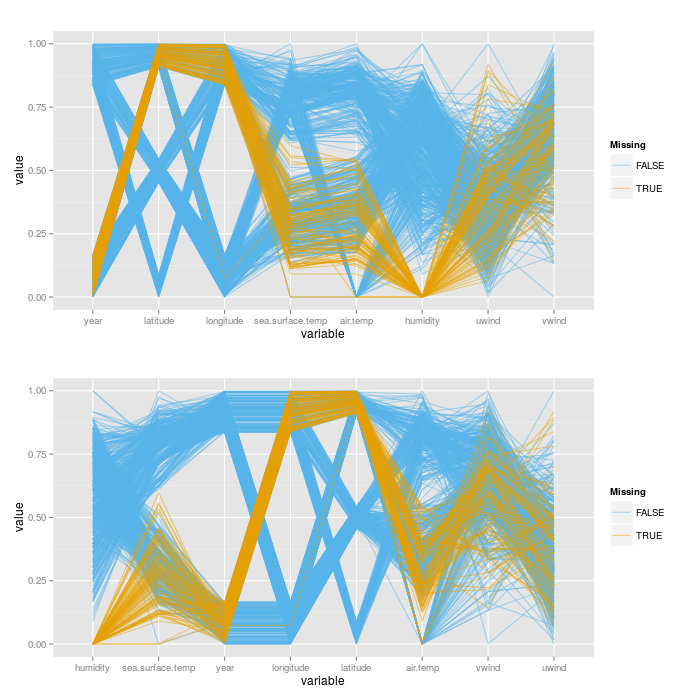 1.00
0.75
0.50
0.25
0.00
value
year latitude longitude sea.surface.temp air.temp humidity uwind vwind
variable
Missing
FALSE
TRUE
1.00
0.75
0.50
0.25
0.00
value
humidity sea.surface.temp year longitude latitude air.temp vwind uwind
variable
Missing
FALSE
TRUE